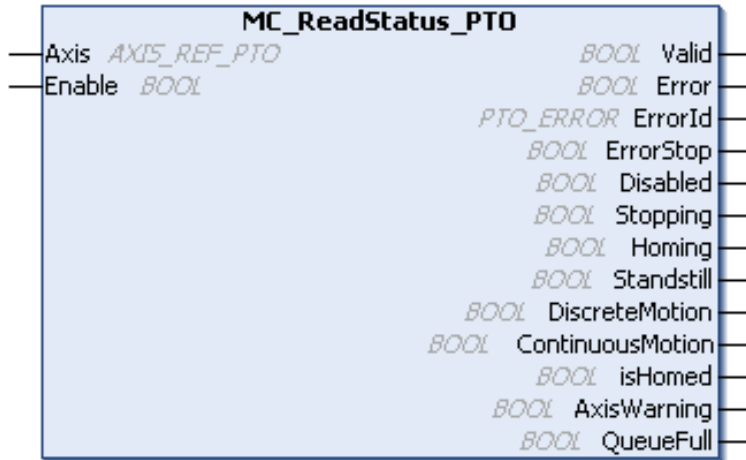 MC_ReadStatus_PTO
Axis AXIS_REF_PTO BOOL Valid
Enable BOOL BOOL Error
PTO_ERROR ErrorId
BOOL ErrorStop
BOOL Disabled
BOOL Stopping
BOOL Homing
BOOL Standstill
BOOL DiscreteMotion
BOOL ContinuousMotion
BOOL isHomed
BOOL AxisWarning
BOOL QueueFull